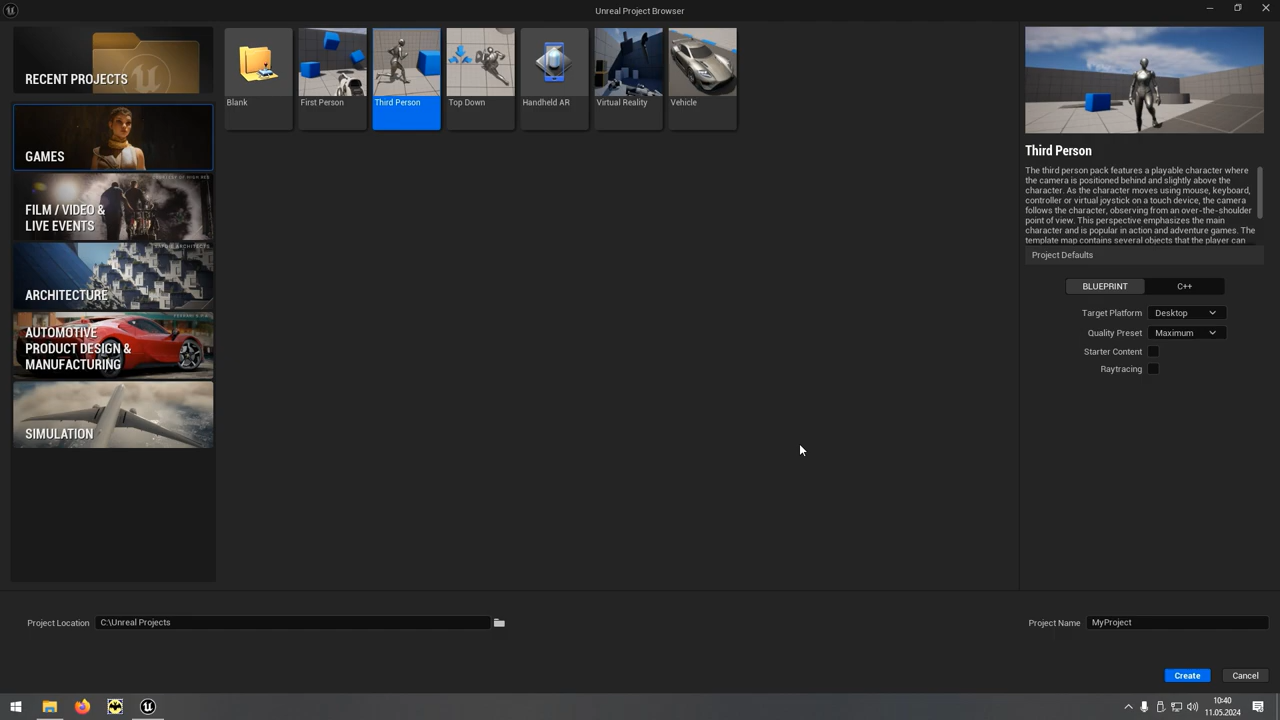 Unreal Project Browser
RECENT PROJECTS
GAMES
FILM / VIDEO &
LIVE EVENTS
ARCHITECTURE
AUTOMOTIVE
PRODUCT DESIGN &
MANUFACTURING
SIMULATION
Blank
First Person
Third Person
Top Down
Handheld AR
Virtual Reality
Vehicle
Third Person
The third person pack features a playable character where
the camera is positioned behind and slightly above the
character. As the character moves using mouse, keyboard,
controller or virtual joystick on a touch device, the camera
follows the character, observing from an over-the-shoulder
point of view. This perspective emphasizes the main
character and is popular in action and adventure games. The
template map contains several objects that the player can
Project Defaults
BLUEPRINT
C++
Target Platform
Desktop
Quality Preset
Maximum
Starter Content
Raytracing
Project Location
C:\Unreal Projects
Project Name
MyProject
Create
Cancel
10:40
11.05.2024